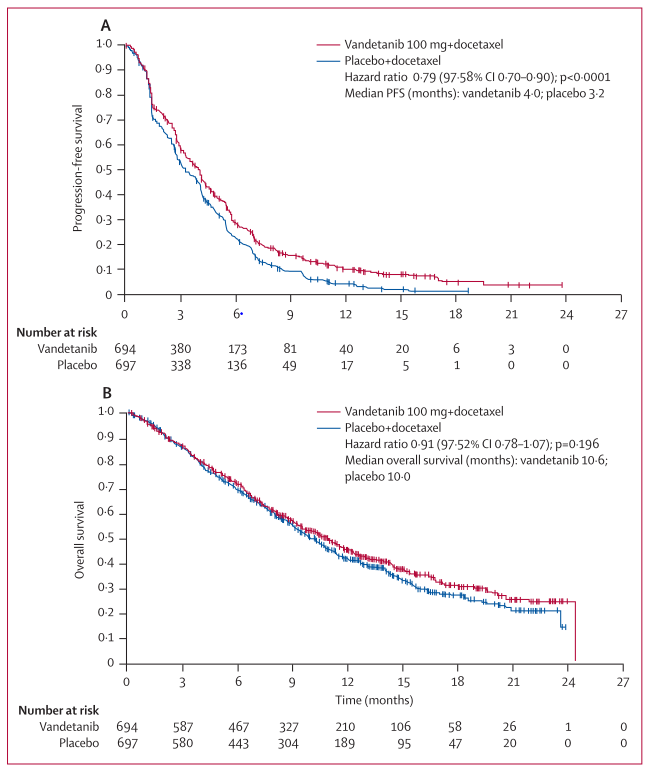 A
Vandetanib 100 mg+docetaxel
Placebo+docetaxel
Hazard ratio 0·79 (97·58% CI 0·70–0·90); p<0·0001
Median PFS (months): vandetanib 4·0; placebo 3·2
Progression-free survival
1·0
0·9
0·8
0·7
0·6
0·5
0·4
0·3
0·2
0·1
0
0 3 6 9 12 15 18 21 24 27
Number at risk
Vandetanib 694 380 173 81 40 20 6 3 0
Placebo 697 338 136 49 17 5 1 0 0
B
Vandetanib 100 mg+docetaxel
Placebo+docetaxel
Hazard ratio 0·91 (97·52% CI 0·78–1·07); p=0·196
Median overall survival (months): vandetanib 10·6;
placebo 10·0
Overall survival
1·0
0·9
0·8
0·7
0·6
0·5
0·4
0·3
0·2
0·1
0
0 3 6 9 12 15 18 21 24 27
Time (months)
Number at risk
Vandetanib 694 587 467 327 210 106 58 26 1 0
Placebo 697 580 443 304 189 95 47 20 0 0